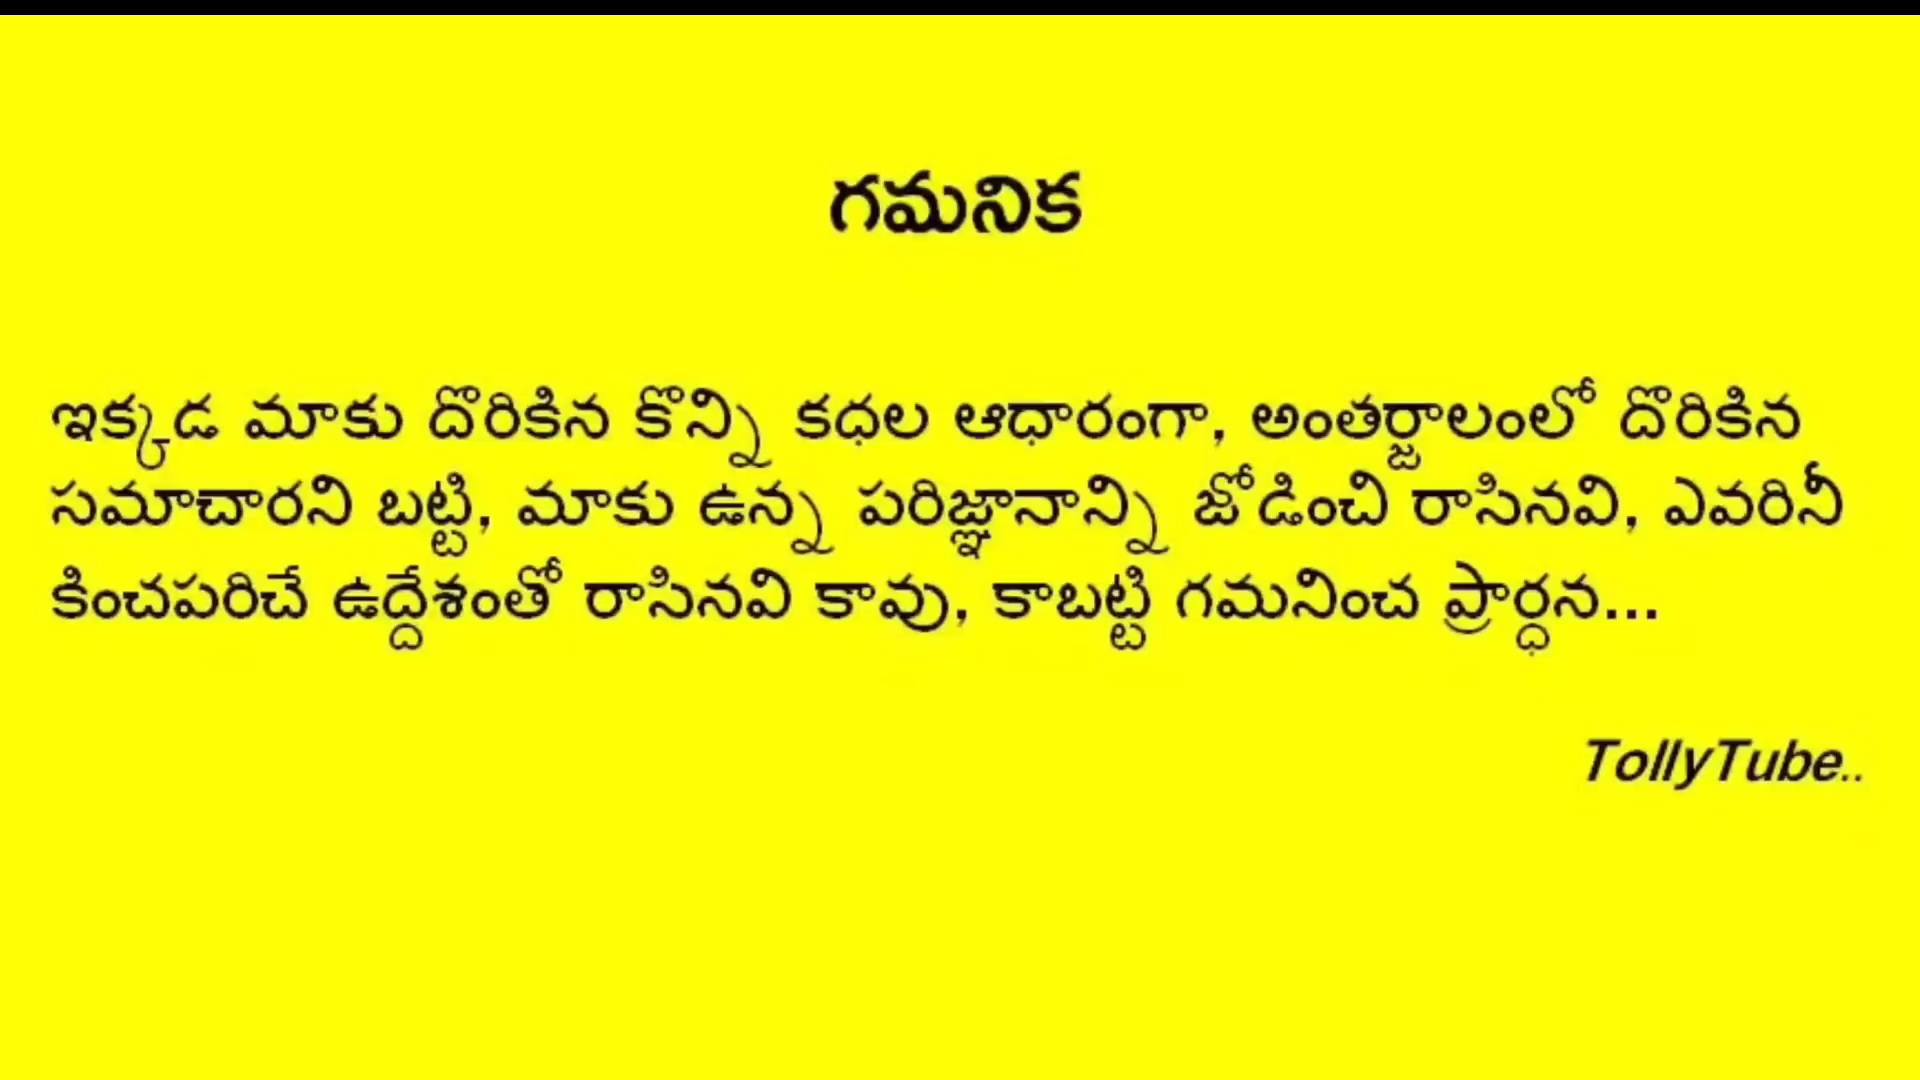 గమనిక
ఇక్కడ మాకు దొరికిన కొన్ని కధల ఆధారంగా, అంతర్జాలంలో దొరికిన
సమాచారని బట్టి, మాకు ఉన్న పరిజ్ఞానాన్ని జోడించి రాసినవి, ఎవరినీ
కించపరిచే ఉద్దేశంతో రాసినవి కావు, కాబట్టి గమనించ ప్రార్ధన...
TollyTube..